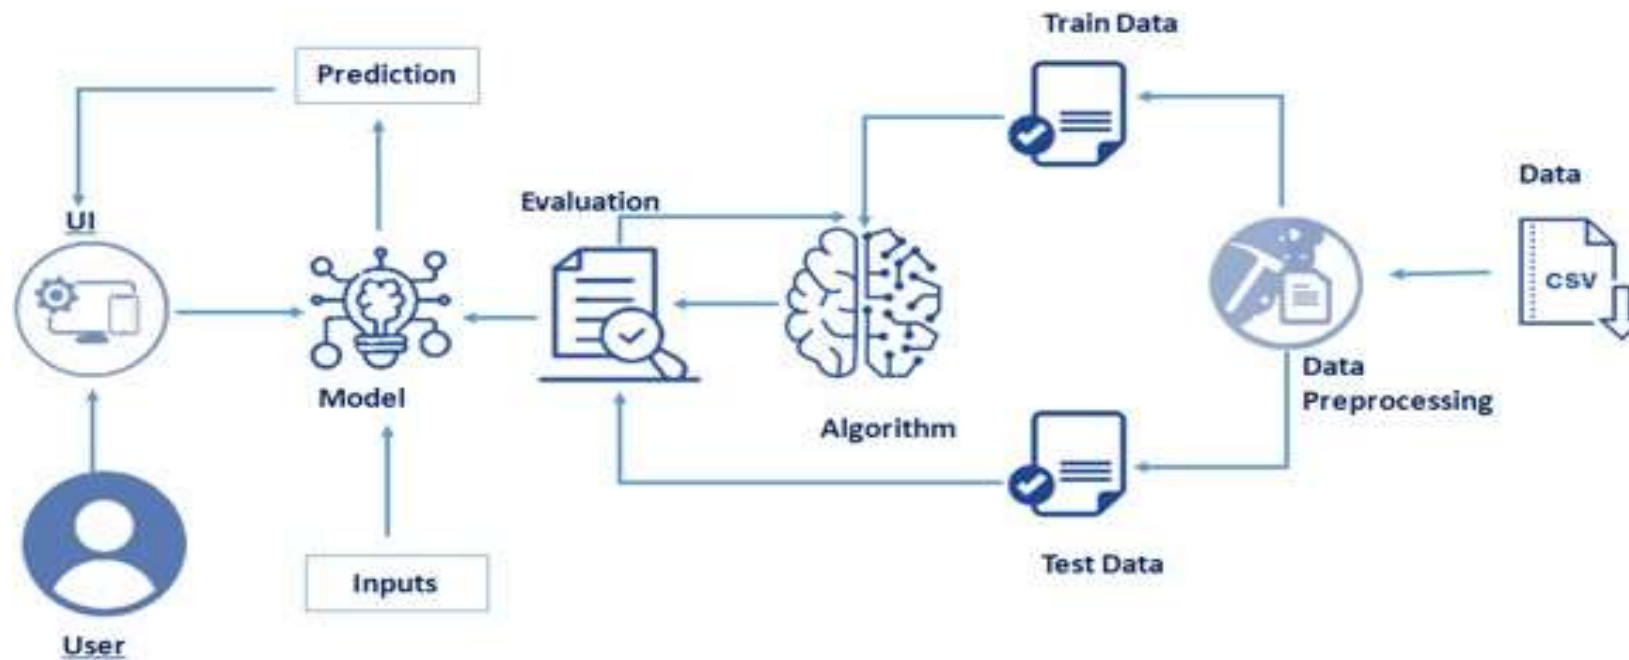 Train Data
Prediction
Data
Evaluation
UI
CSV
Data
Preprocessing
Model
Algorithm
Test Data
Inputs
User